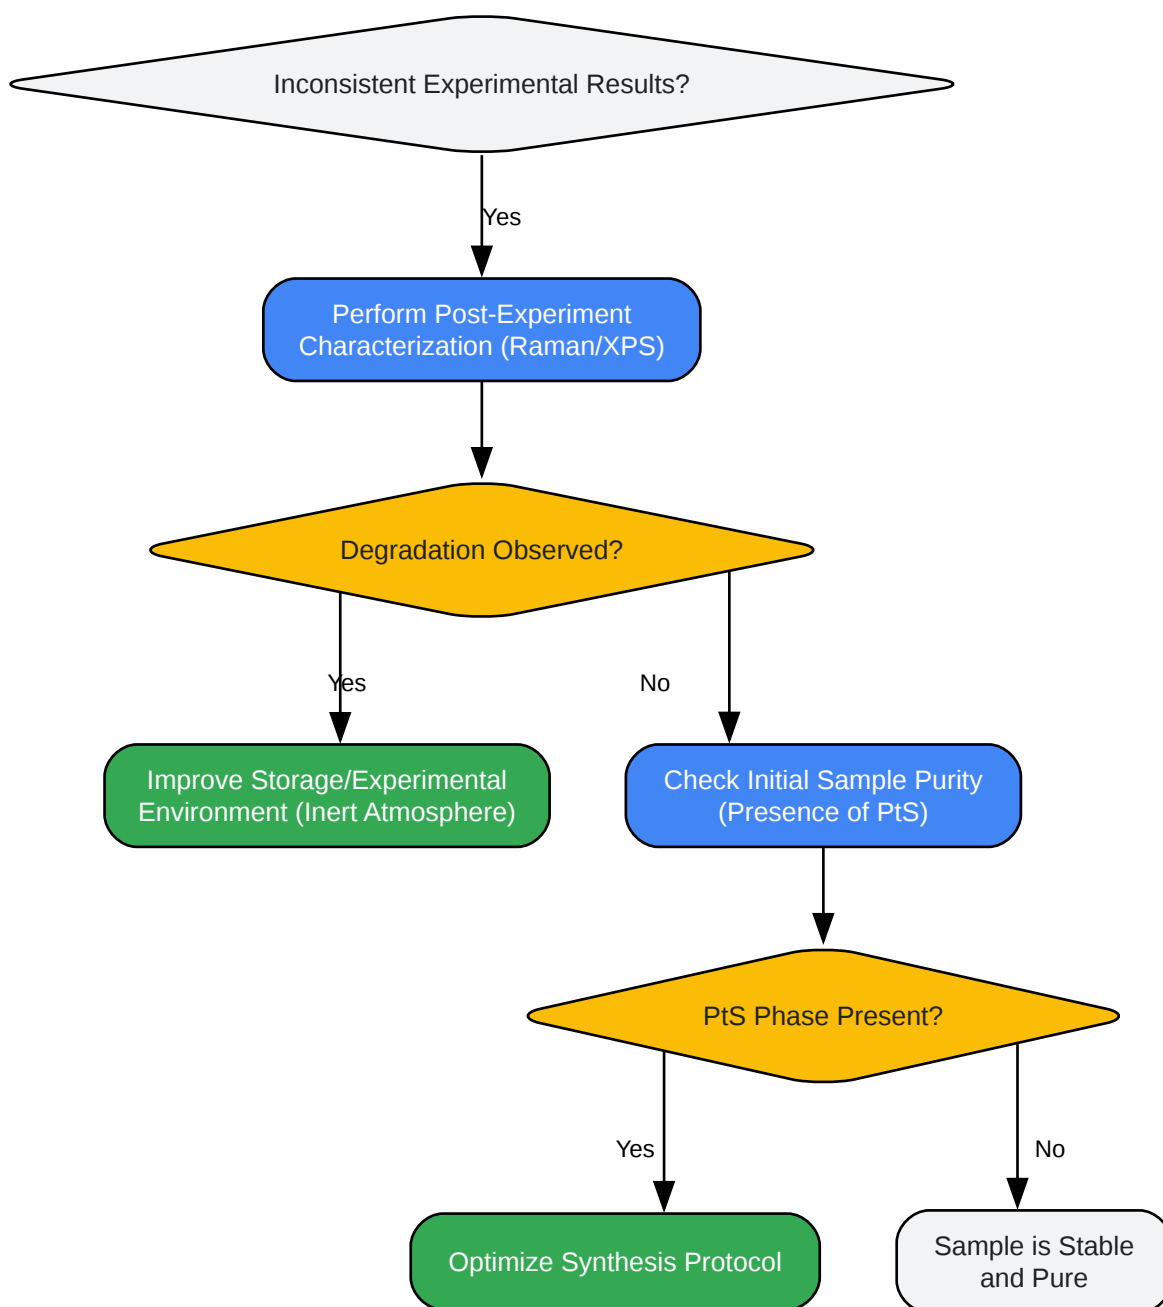 Inconsistent Experimental Results?
Yes
Perform Post-Experiment
Characterization (Raman/XPS)
Degradation Observed?
Yes
No
Improve Storage/Experimental
Environment (Inert Atmosphere)
Check Initial Sample Purity
(Presence of PtS)
PtS Phase Present?
Yes
No
Optimize Synthesis Protocol
Sample is Stable
and Pure